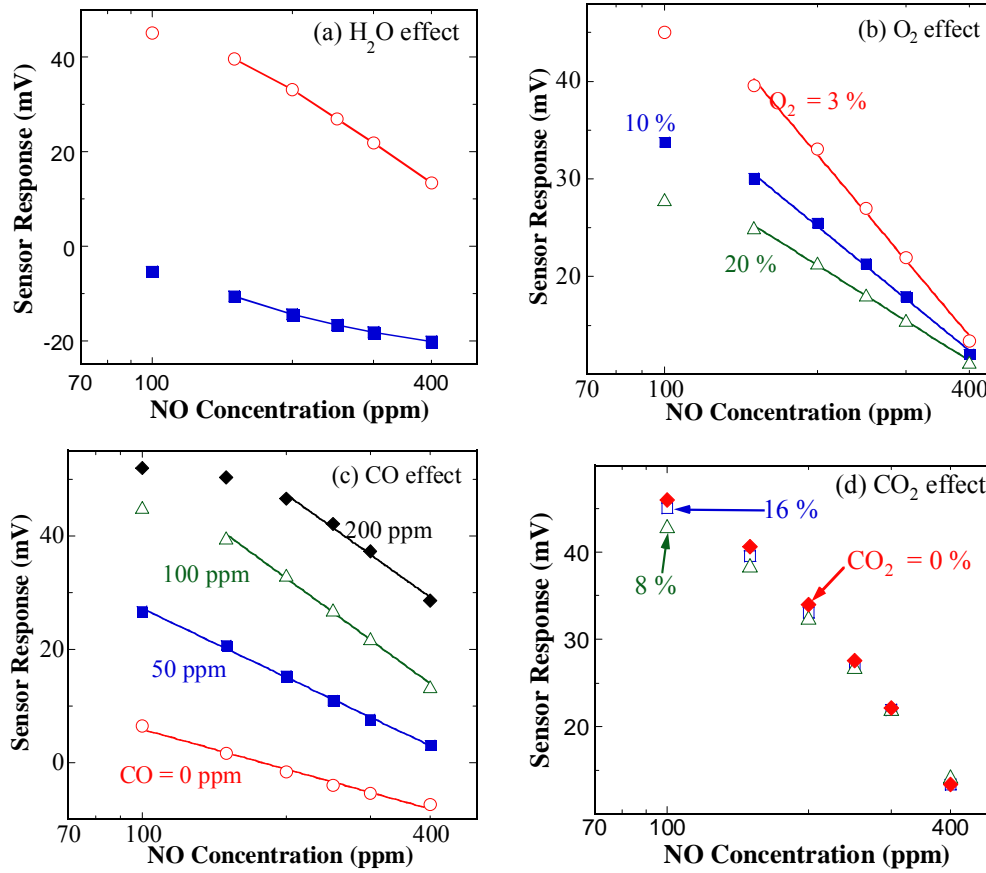 (a) H₂O effect
Sensor Response (mV)
40
20
0
-20
70
100
400
NO Concentration (ppm)
(b) O₂ effect
O₂ = 3 %
10 %
20 %
Sensor Response (mV)
40
30
20
70
100
400
NO Concentration (ppm)
(c) CO effect
200 ppm
100 ppm
50 ppm
CO = 0 ppm
Sensor Response (mV)
40
20
0
70
100
400
NO Concentration (ppm)
(d) CO₂ effect
16 %
8 %
CO₂ = 0 %
Sensor Response (mV)
40
30
20
70
100
400
NO Concentration (ppm)